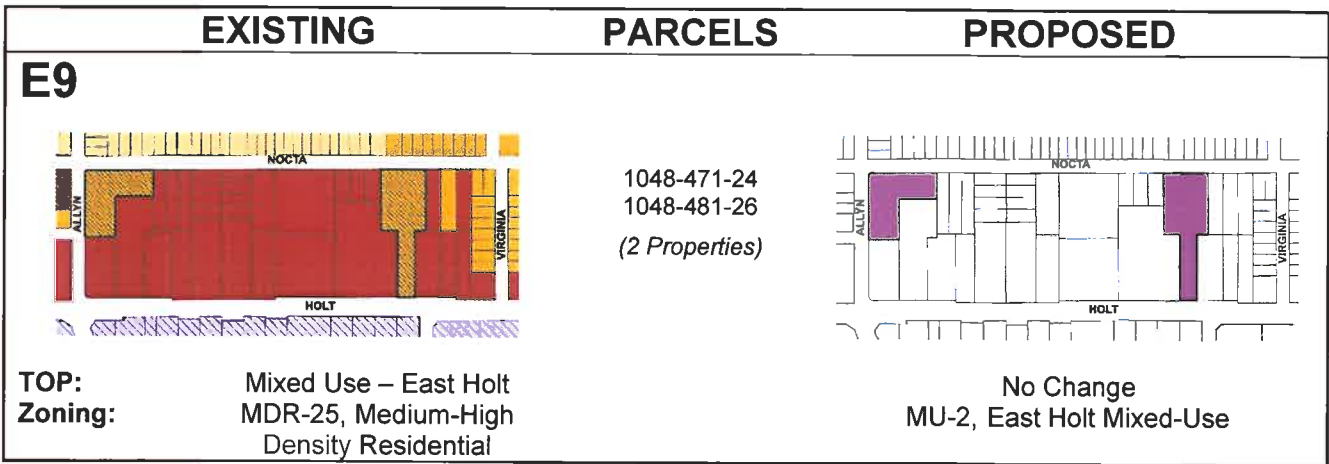 EXISTING PARCELS PROPOSED
E9
NOCTA
ALLYN
VIRGINIA
HOLT
1048-471-24
1048-481-26
(2 Properties)
NOCTA
ALLYN
VIRGINIA
HOLT
TOP: Mixed Use – East Holt
Zoning: MDR-25, Medium-High
Density Residential
No Change
MU-2, East Holt Mixed-Use